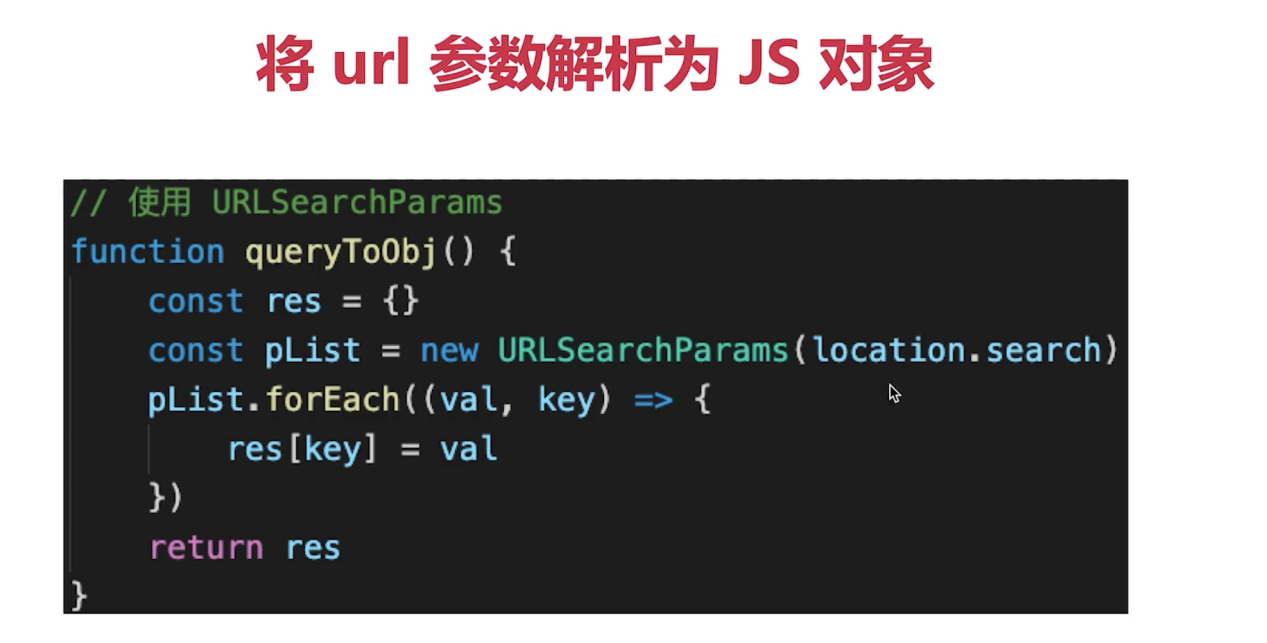 将 url 参数解析为 JS 对象
// 使用 URLSearchParams
function queryToObj() {
    const res = {}
    const pList = new URLSearchParams(location.search)
    pList.forEach((val, key) => {
        res[key] = val
    })
    return res
}